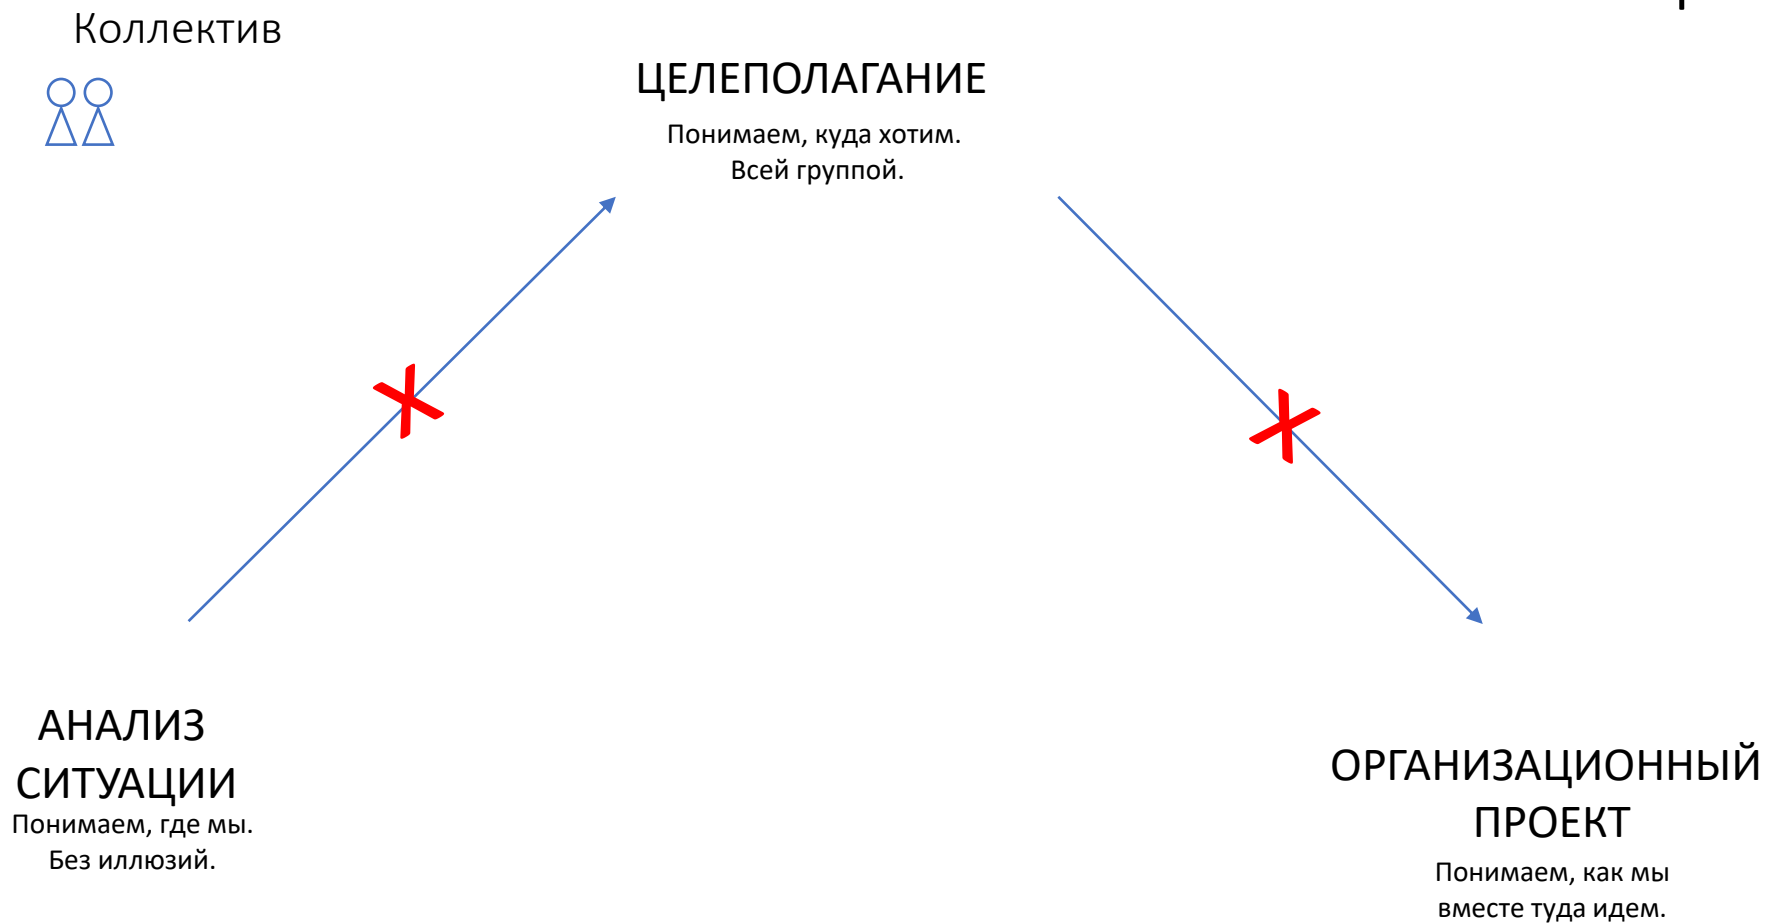 Коллектив
ЦЕЛЕПОЛАГАНИЕ
Понимаем, куда хотим.
Всей группой.
АНАЛИЗ
СИТУАЦИИ
Понимаем, где мы.
Без иллюзий.
ОРГАНИЗАЦИОННЫЙ
ПРОЕКТ
Понимаем, как мы
вместе туда идем.